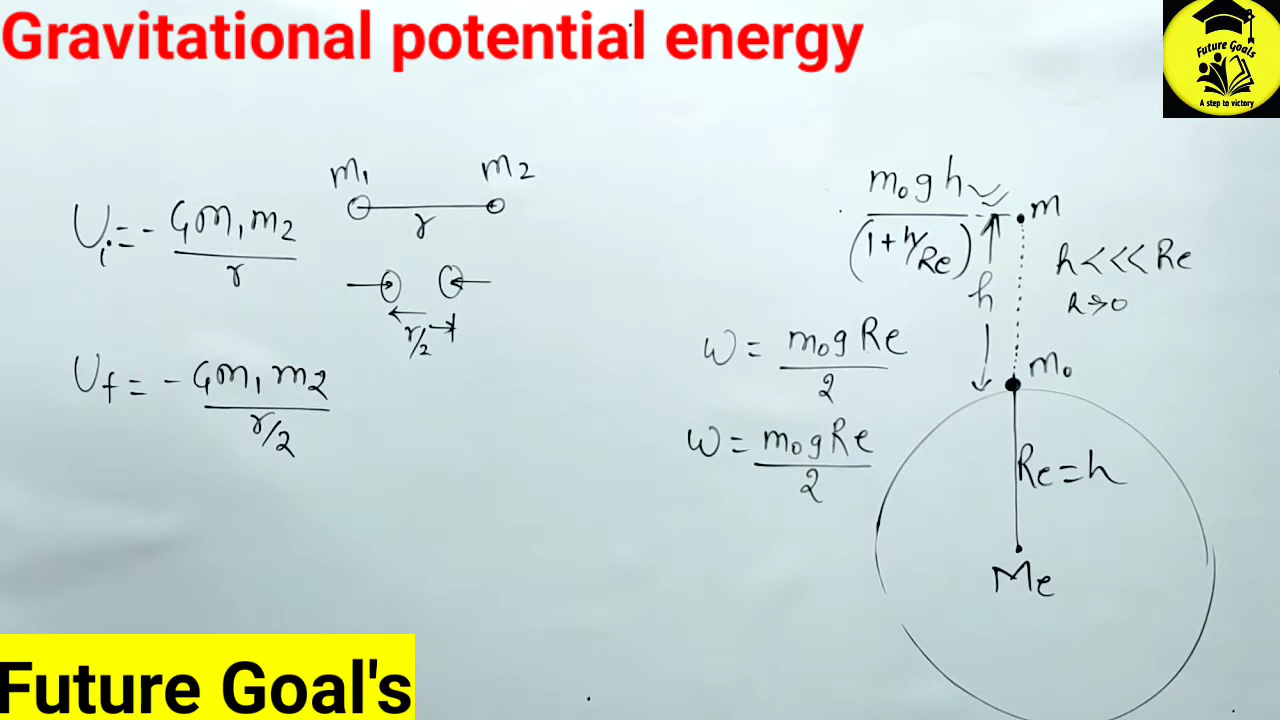 Gravitational potential energy
Future Goals
A step to victory
m₁ m₂
r
Uᵢ = - Gm₁m₂ / r
r/2
U_f = - Gm₁m₂ / r/2
m₀gh / (1 + h/Re)
m
h
h <<< Re
h → 0
W = m₀gRe / 2
m₀
W = m₀gRe / 2
Re = h
Me
Future Goal's